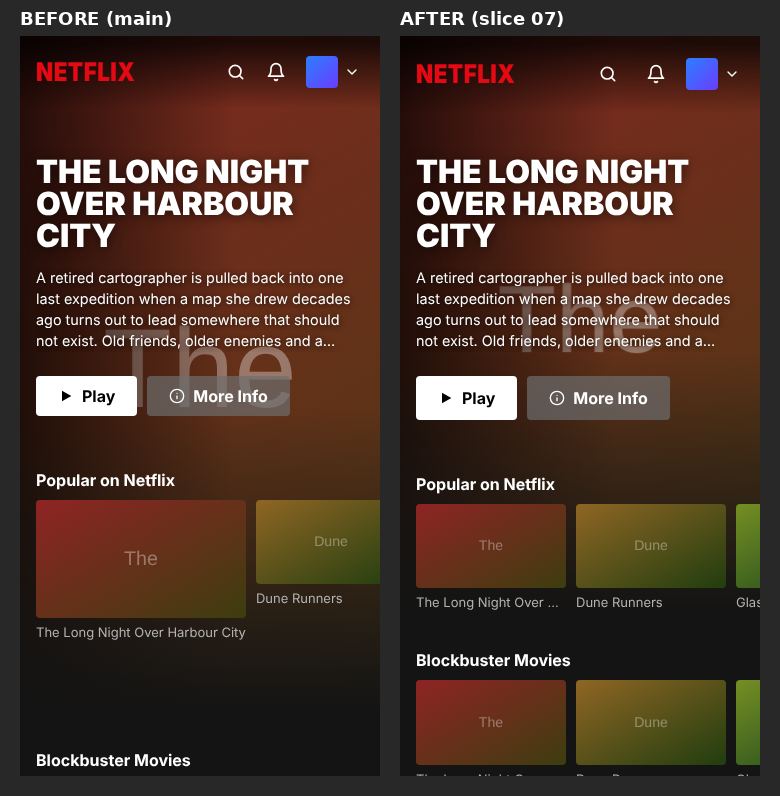 BEFORE (main)
NETFLIX
THE LONG NIGHT
OVER HARBOUR
CITY
A retired cartographer is pulled back into one
last expedition when a map she drew decades
ago turns out to lead somewhere that should
not exist. Old friends, older enemies and a...
The
Play
More Info
Popular on Netflix
The
Dune
The Long Night Over Harbour City
Dune Runners
Blockbuster Movies
AFTER (slice 07)
NETFLIX
THE LONG NIGHT
OVER HARBOUR
CITY
A retired cartographer is pulled back into one
last expedition when a map she drew decades
ago turns out to lead somewhere that should
not exist. Old friends, older enemies and a...
The
Play
More Info
Popular on Netflix
The
Dune
The Long Night Over ...
Dune Runners
Glas
Blockbuster Movies
The
Dune